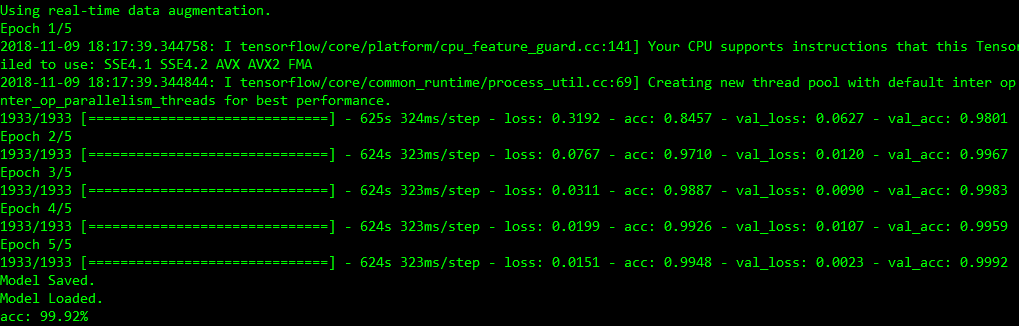 Using real-time data augmentation.
Epoch 1/5
2018-11-09 18:17:39.344758: I tensorflow/core/platform/cpu_feature_guard.cc:141] Your CPU supports instructions that this Tensor
iled to use: SSE4.1 SSE4.2 AVX AVX2 FMA
2018-11-09 18:17:39.344844: I tensorflow/core/common_runtime/process_util.cc:69] Creating new thread pool with default inter op
nter_op_parallelism_threads for best performance.
1933/1933 [==============================] - 625s 324ms/step - loss: 0.3192 - acc: 0.8457 - val_loss: 0.0627 - val_acc: 0.9801
Epoch 2/5
1933/1933 [==============================] - 624s 323ms/step - loss: 0.0767 - acc: 0.9710 - val_loss: 0.0120 - val_acc: 0.9967
Epoch 3/5
1933/1933 [==============================] - 624s 323ms/step - loss: 0.0311 - acc: 0.9887 - val_loss: 0.0090 - val_acc: 0.9983
Epoch 4/5
1933/1933 [==============================] - 624s 323ms/step - loss: 0.0199 - acc: 0.9926 - val_loss: 0.0107 - val_acc: 0.9959
Epoch 5/5
1933/1933 [==============================] - 624s 323ms/step - loss: 0.0151 - acc: 0.9948 - val_loss: 0.0023 - val_acc: 0.9992
Model Saved.
Model Loaded.
acc: 99.92%